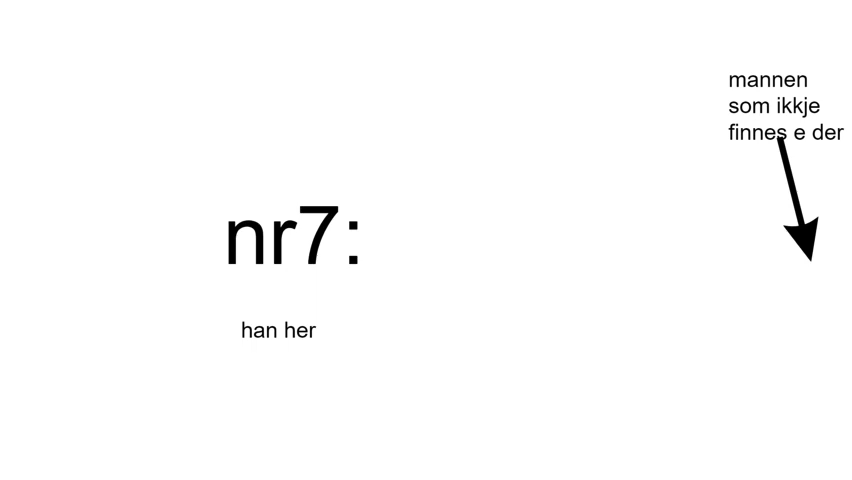 mannen
som ikkje
finnes e der
nr7:
han her